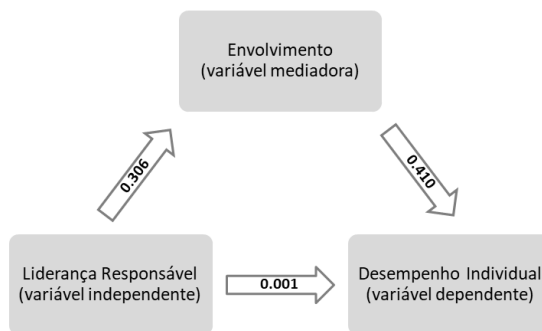 Envolvimento
(variável mediadora)
0.306
0.410
Liderança Responsável
(variável independente)
0.001
Desempenho Individual
(variável dependente)